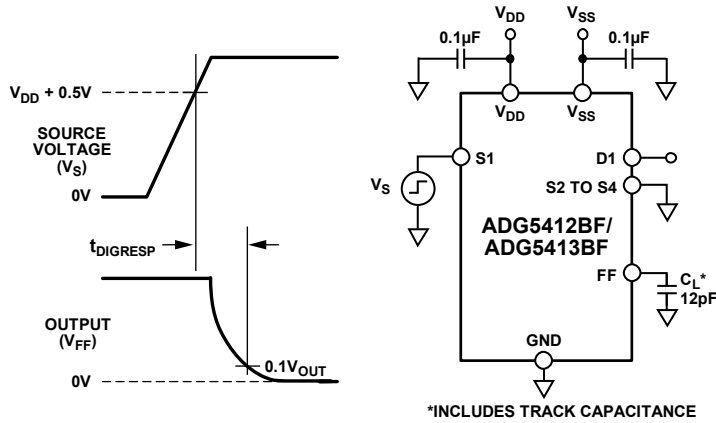 V_DD + 0.5V
SOURCE
VOLTAGE
(V_S)
0V
t_DIGRESP
OUTPUT
(V_FF)
0V
0.1V_OUT
V_DD
V_SS
0.1µF
0.1µF
V_DD
V_SS
S1
D1
V_S
S2 TO S4
ADG5412BF/
ADG5413BF
FF
C_L*
12pF
GND
*INCLUDES TRACK CAPACITANCE